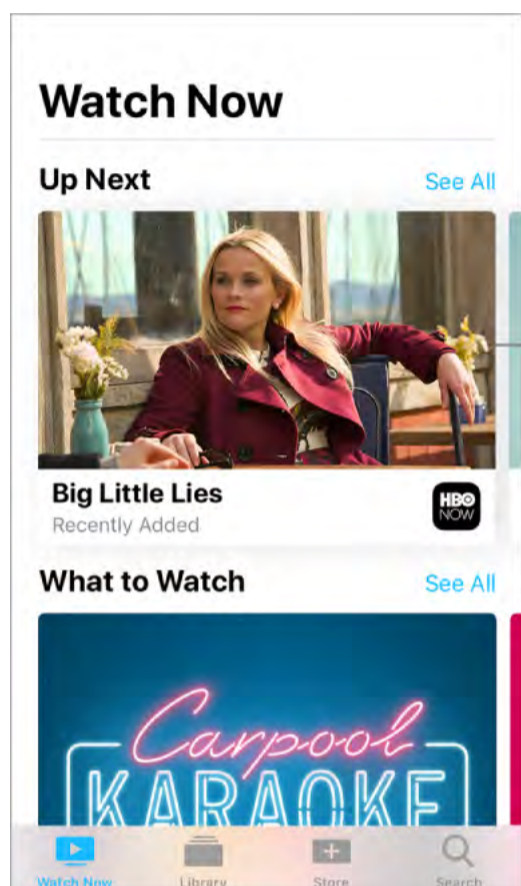 Watch Now
Up Next
See All
Big Little Lies
Recently Added
HBO
NOW
What to Watch
See All
Carpool
KARAOKE
Watch Now
Library
Store
Search